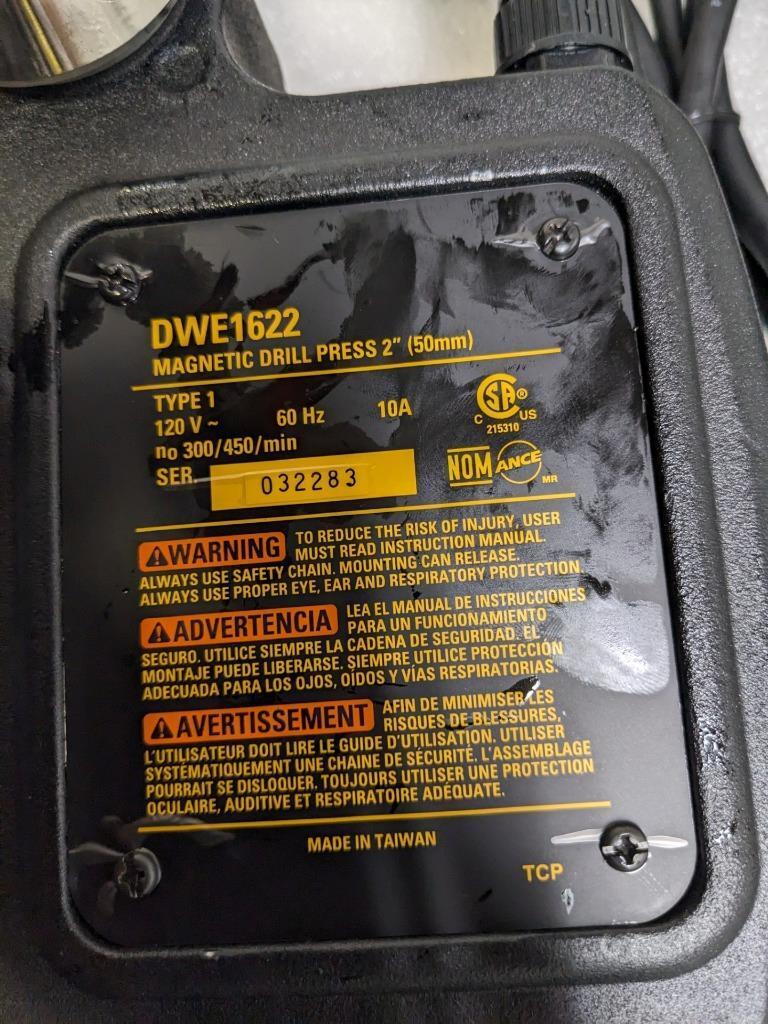 DWE1622
MAGNETIC DRILL PRESS 2" (50mm)
TYPE 1
120 V ~ 60 Hz 10A
no 300/450/min
SER. 032283
CSA®
C US
215310
NOM ANCE
MR
WARNING TO REDUCE THE RISK OF INJURY, USER
MUST READ INSTRUCTION MANUAL.
ALWAYS USE SAFETY CHAIN. MOUNTING CAN RELEASE.
ALWAYS USE PROPER EYE, EAR AND RESPIRATORY PROTECTION.
ADVERTENCIA LEA EL MANUAL DE INSTRUCCIONES
PARA UN FUNCIONAMIENTO
SEGURO. UTILICE SIEMPRE LA CADENA DE SEGURIDAD. EL
MONTAJE PUEDE LIBERARSE. SIEMPRE UTILICE PROTECCIÓN
ADECUADA PARA LOS OJOS, OÍDOS Y VÍAS RESPIRATORIAS.
AVERTISSEMENT AFIN DE MINIMISER LES
RISQUES DE BLESSURES,
L'UTILISATEUR DOIT LIRE LE GUIDE D'UTILISATION. UTILISER
SYSTÉMATIQUEMENT UNE CHAINE DE SÉCURITÉ. L'ASSEMBLAGE
POURRAIT SE DISLOQUER. TOUJOURS UTILISER UNE PROTECTION
OCULAIRE, AUDITIVE ET RESPIRATOIRE ADÉQUATE.
MADE IN TAIWAN
TCP